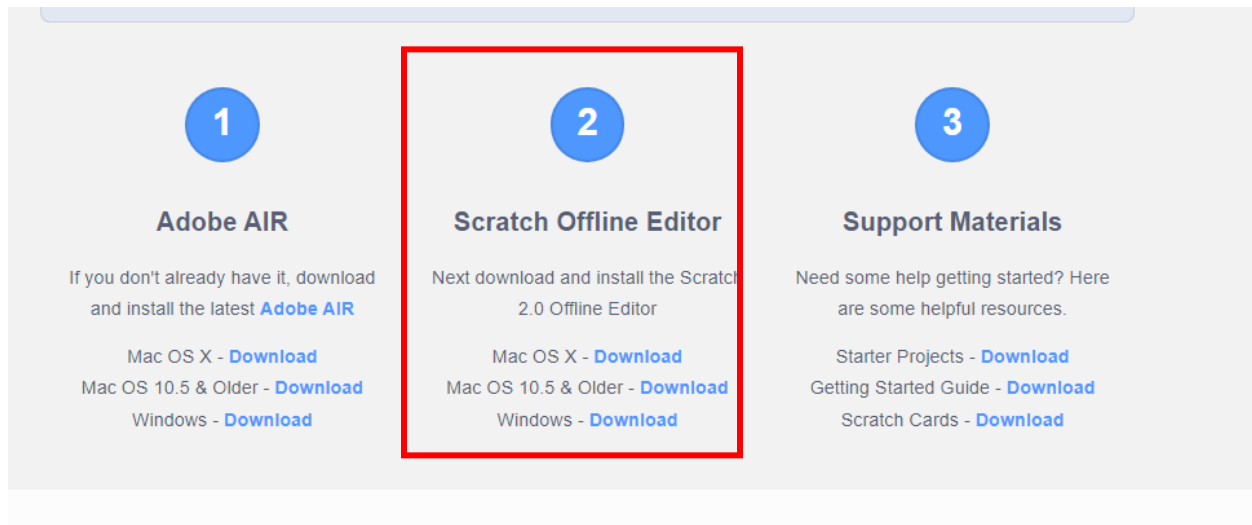 1
Adobe AIR
If you don't already have it, download
and install the latest Adobe AIR
Mac OS X - Download
Mac OS 10.5 & Older - Download
Windows - Download
2
Scratch Offline Editor
Next download and install the Scratch
2.0 Offline Editor
Mac OS X - Download
Mac OS 10.5 & Older - Download
Windows - Download
3
Support Materials
Need some help getting started? Here
are some helpful resources.
Starter Projects - Download
Getting Started Guide - Download
Scratch Cards - Download